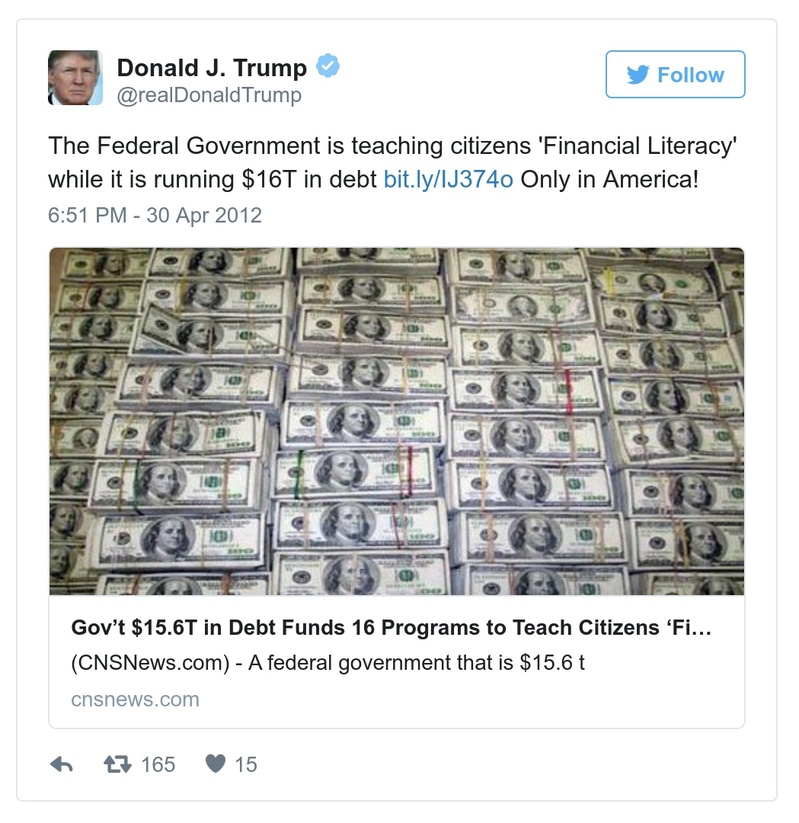 Donald J. Trump
@realDonaldTrump
Follow
The Federal Government is teaching citizens 'Financial Literacy'
while it is running $16T in debt bit.ly/IJ374o Only in America!
6:51 PM - 30 Apr 2012
Gov’t $15.6T in Debt Funds 16 Programs to Teach Citizens ‘Fi...
(CNSNews.com) - A federal government that is $15.6 t
cnsnews.com
165
15